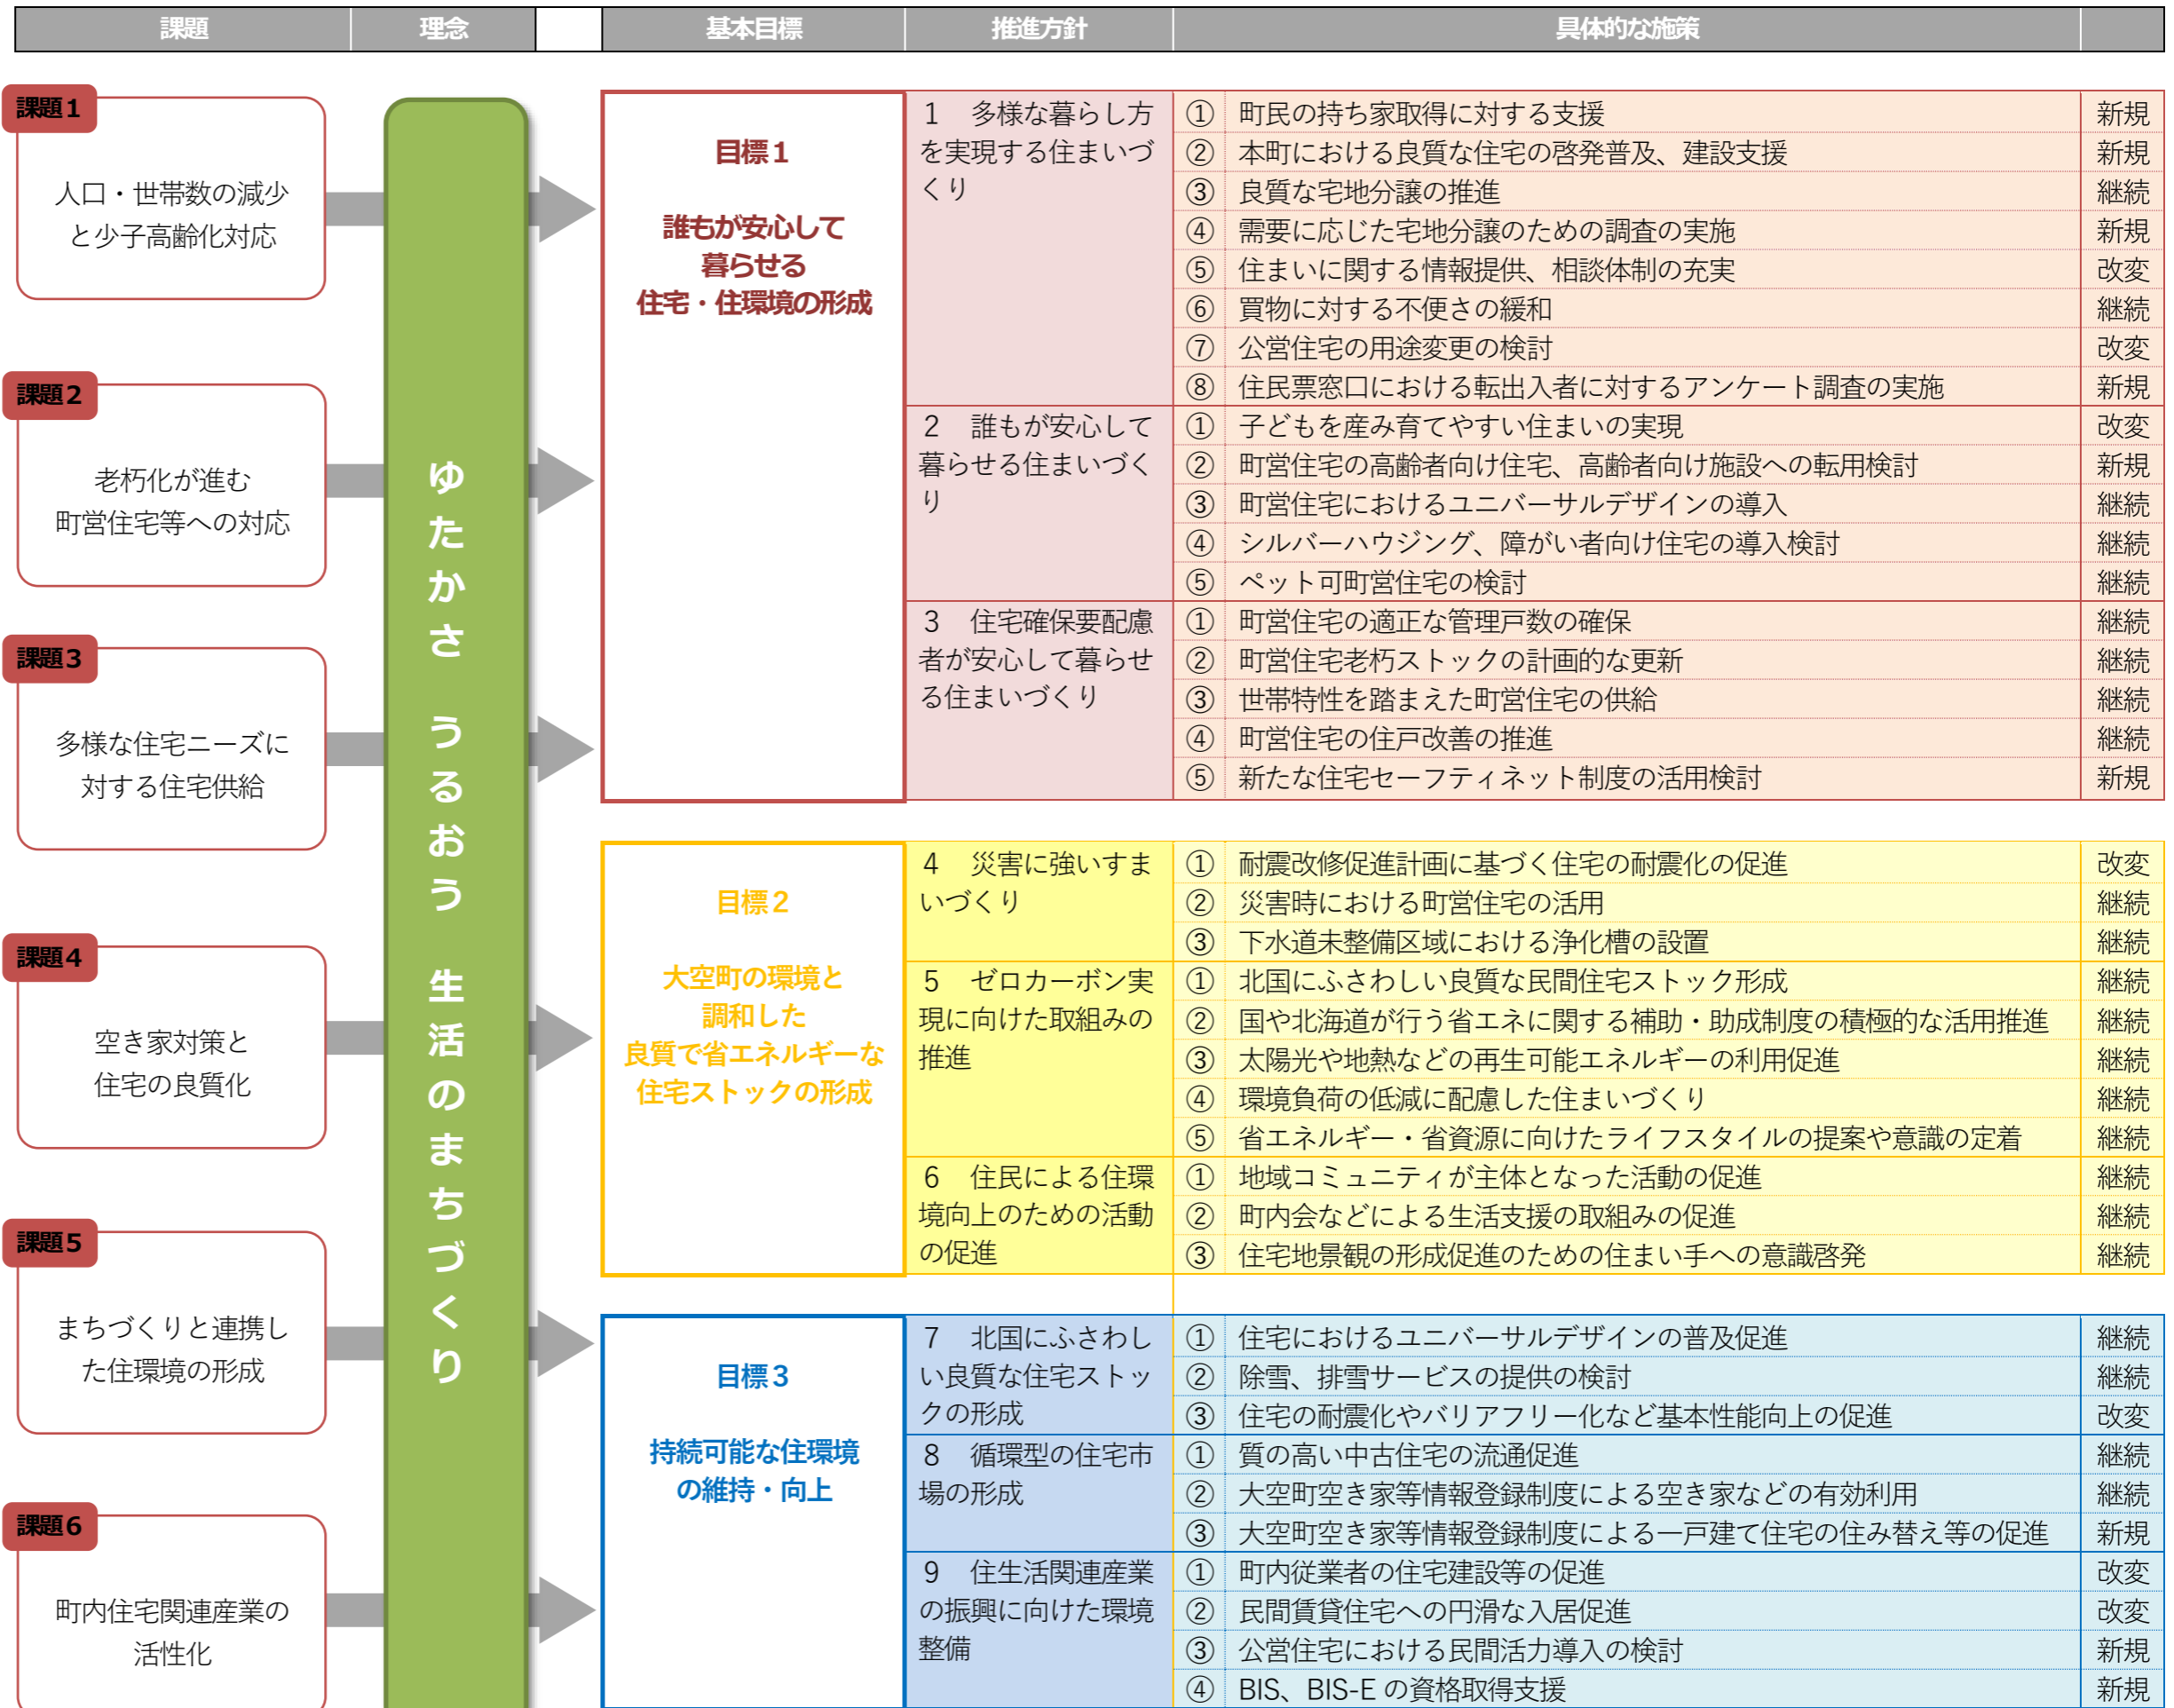 課題 理念 基本目標 推進方針 具体的な施策
課題1
人口・世帯数の減少
と少子高齢化対応
課題2
老朽化が進む
町営住宅等への対応
課題3
多様な住宅ニーズに
対する住宅供給
課題4
空き家対策と
住宅の良質化
課題5
まちづくりと連携し
た住環境の形成
課題6
町内住宅関連産業の
活性化
ゆたかさ うるおう 生活のまちづくり
目標1
誰もが安心して
暮らせる
住宅・住環境の形成
1 多様な暮らし方
を実現する住まいづ
くり
① 町民の持ち家取得に対する支援 新規
② 本町における良質な住宅の啓発普及、建設支援 新規
③ 良質な宅地分譲の推進 継続
④ 需要に応じた宅地分譲のための調査の実施 新規
⑤ 住まいに関する情報提供、相談体制の充実 改変
⑥ 買物に対する不便さの緩和 継続
⑦ 公営住宅の用途変更の検討 改変
⑧ 住民票窓口における転出入者に対するアンケート調査の実施 新規
2 誰もが安心して
暮らせる住まいづく
り
① 子どもを産み育てやすい住まいの実現 改変
② 町営住宅の高齢者向け住宅、高齢者向け施設への転用検討 新規
③ 町営住宅におけるユニバーサルデザインの導入 継続
④ シルバーハウジング、障がい者向け住宅の導入検討 継続
⑤ ペット可町営住宅の検討 継続
3 住宅確保要配慮
者が安心して暮らせ
る住まいづくり
① 町営住宅の適正な管理戸数の確保 継続
② 町営住宅老朽ストックの計画的な更新 継続
③ 世帯特性を踏まえた町営住宅の供給 継続
④ 町営住宅の住戸改善の推進 継続
⑤ 新たな住宅セーフティネット制度の活用検討 新規
目標2
大空町の環境と
調和した
良質で省エネルギーな
住宅ストックの形成
4 災害に強いすま
いづくり
① 耐震改修促進計画に基づく住宅の耐震化の促進 改変
② 災害時における町営住宅の活用 継続
③ 下水道未整備区域における浄化槽の設置 継続
5 ゼロカーボン実
現に向けた取組みの
推進
① 北国にふさわしい良質な民間住宅ストック形成 継続
② 国や北海道が行う省エネに関する補助・助成制度の積極的な活用推進 継続
③ 太陽光や地熱などの再生可能エネルギーの利用促進 継続
④ 環境負荷の低減に配慮した住まいづくり 継続
⑤ 省エネルギー・省資源に向けたライフスタイルの提案や意識の定着 継続
6 住民による住環
境向上のための活動
の促進
① 地域コミュニティが主体となった活動の促進 継続
② 町内会などによる生活支援の取組みの促進 継続
③ 住宅地景観の形成促進のための住まい手への意識啓発 継続
目標3
持続可能な住環境
の維持・向上
7 北国にふさわし
い良質な住宅ストッ
クの形成
① 住宅におけるユニバーサルデザインの普及促進 継続
② 除雪、排雪サービスの提供の検討 継続
③ 住宅の耐震化やバリアフリー化など基本性能向上の促進 改変
8 循環型の住宅市
場の形成
① 質の高い中古住宅の流通促進 継続
② 大空町空き家等情報登録制度による空き家などの有効利用 継続
③ 大空町空き家等情報登録制度による一戸建て住宅の住み替え等の促進 新規
9 住生活関連産業
の振興に向けた環境
整備
① 町内従業者の住宅建設等の促進 改変
② 民間賃貸住宅への円滑な入居促進 改変
③ 公営住宅における民間活力導入の検討 新規
④ BIS、BIS-E の資格取得支援 新規